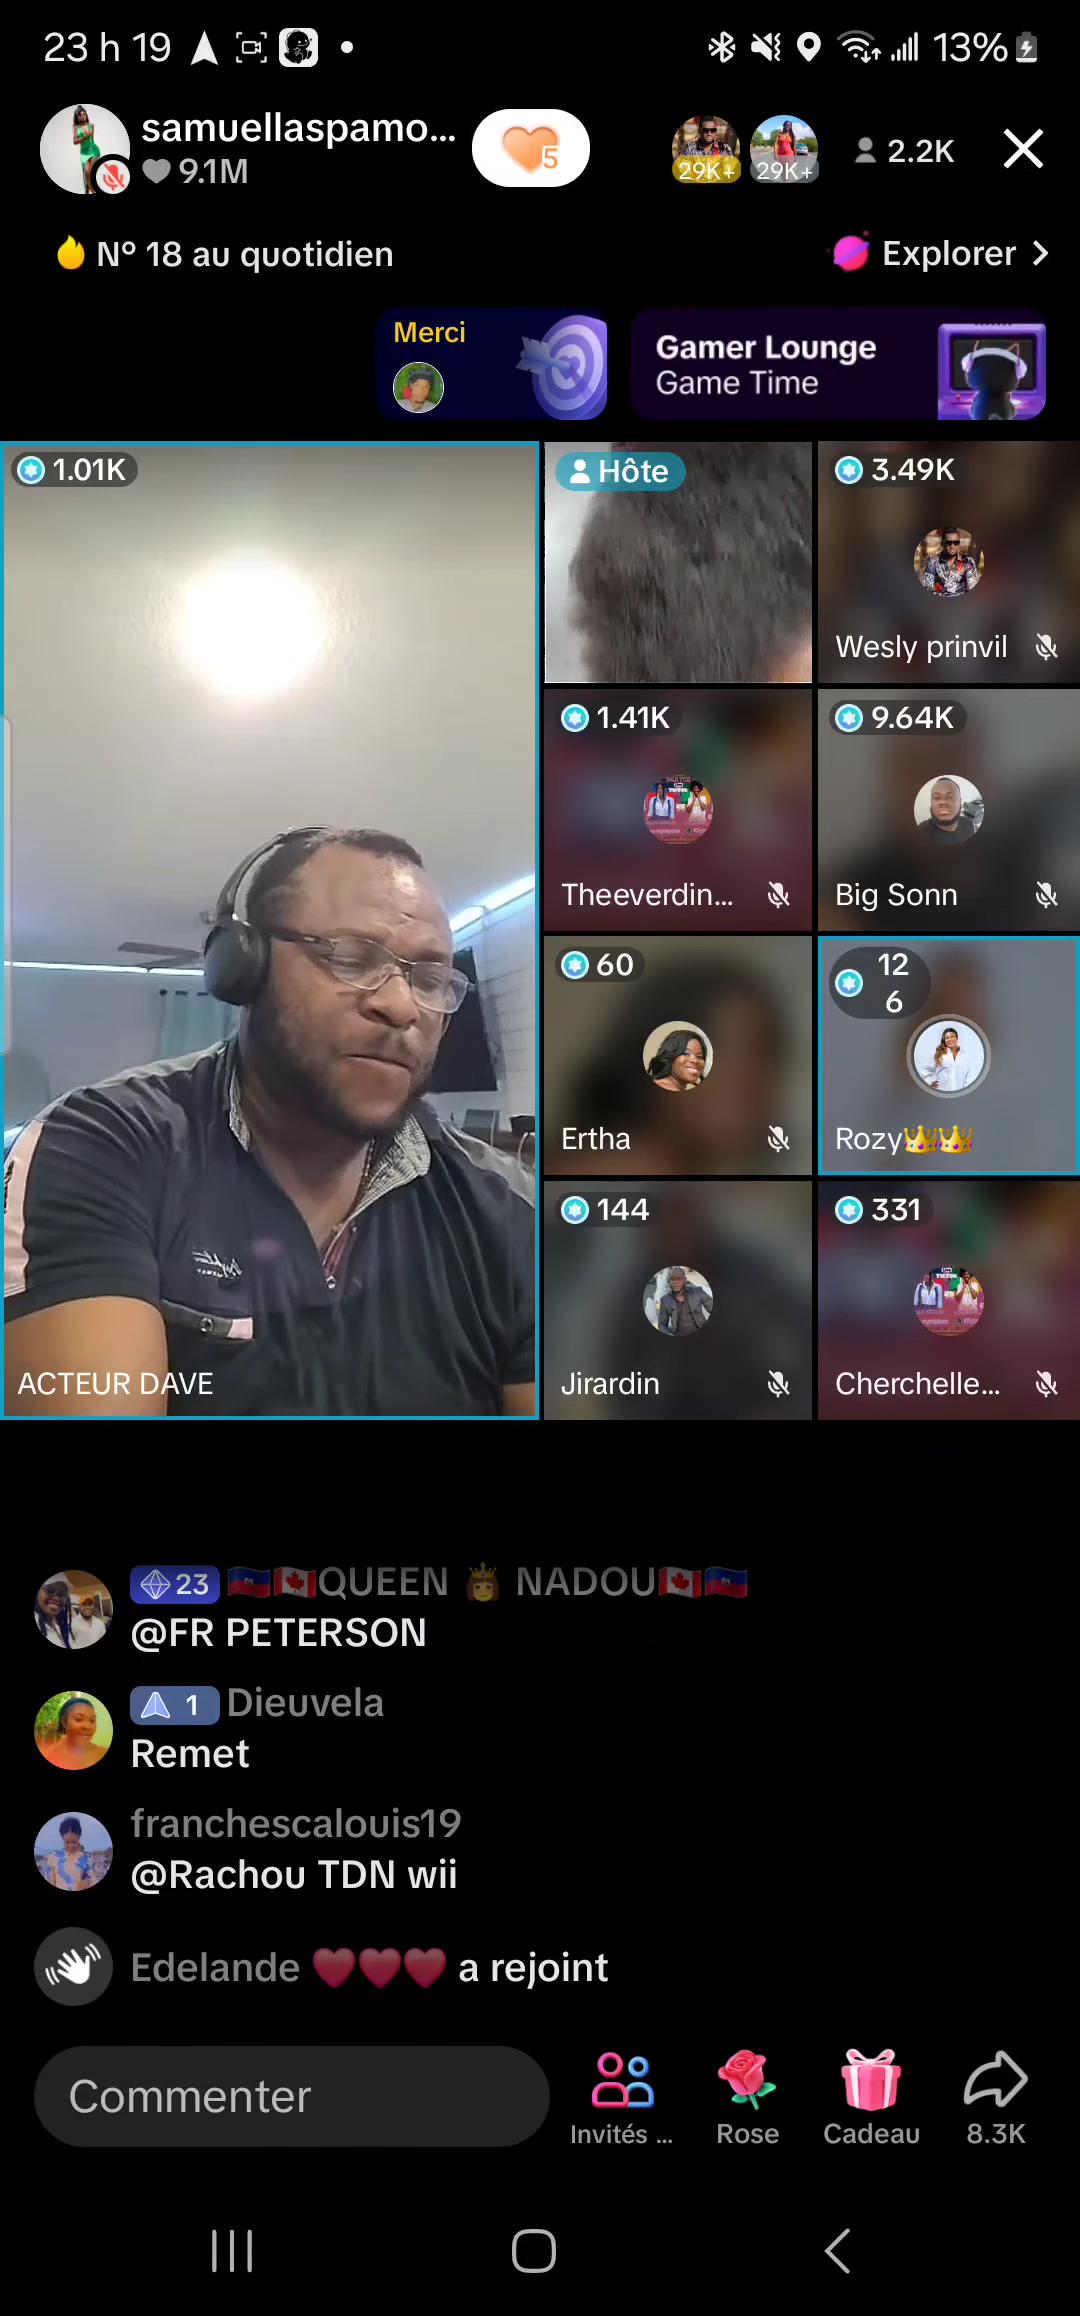 23 h 19
13%
samuellaspamo...
9.1M
5
29K+
29K+
2.2K
N° 18 au quotidien
Explorer
Merci
Gamer Lounge
Game Time
1.01K
Hôte
3.49K
Wesly prinvil
1.41K
9.64K
Theeverdin...
Big Sonn
60
12
6
Ertha
Rozy👑👑
144
331
ACTEUR DAVE
Jirardin
Cherchelle...
23 🇭🇹🇨🇦QUEEN 👸 NADOU🇨🇦🇭🇹
@FR PETERSON
1 Dieuvela
Remet
franchescalouis19
@Rachou TDN wii
Edelande ❤️❤️❤️ a rejoint
Commenter
Invités ...
Rose
Cadeau
8.3K